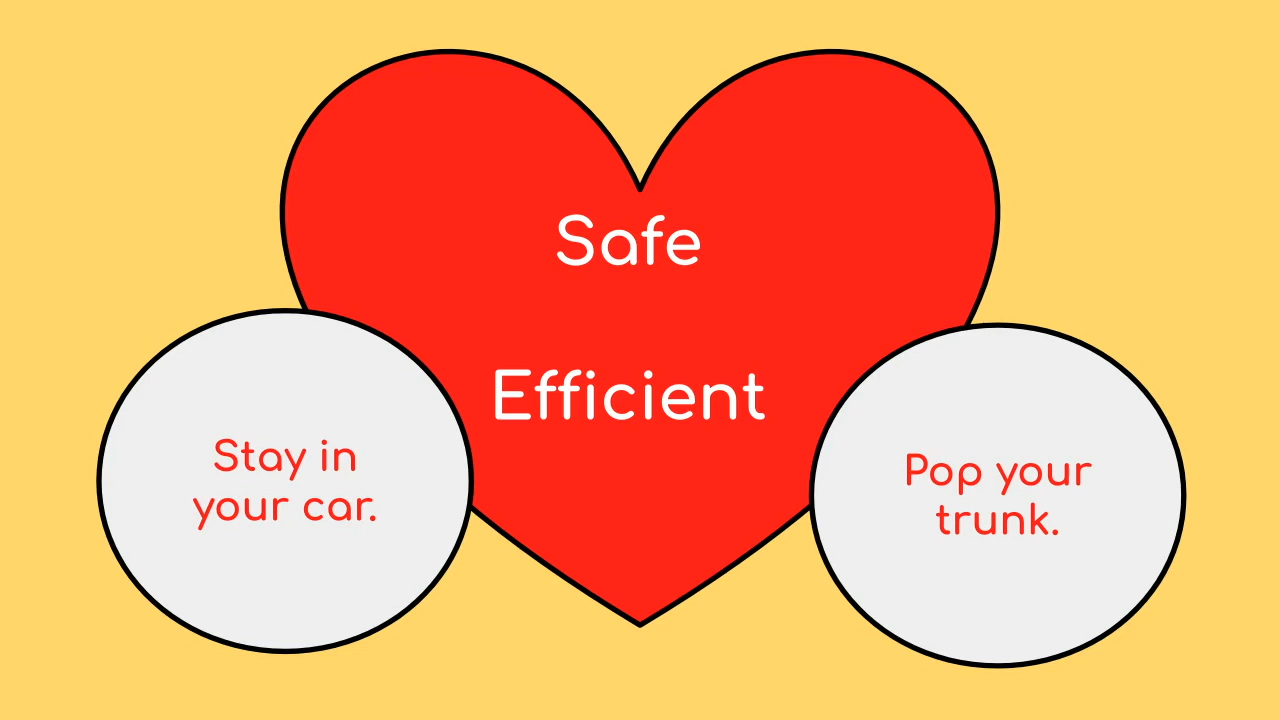 Safe
Efficient
Stay in
your car.
Pop your
trunk.